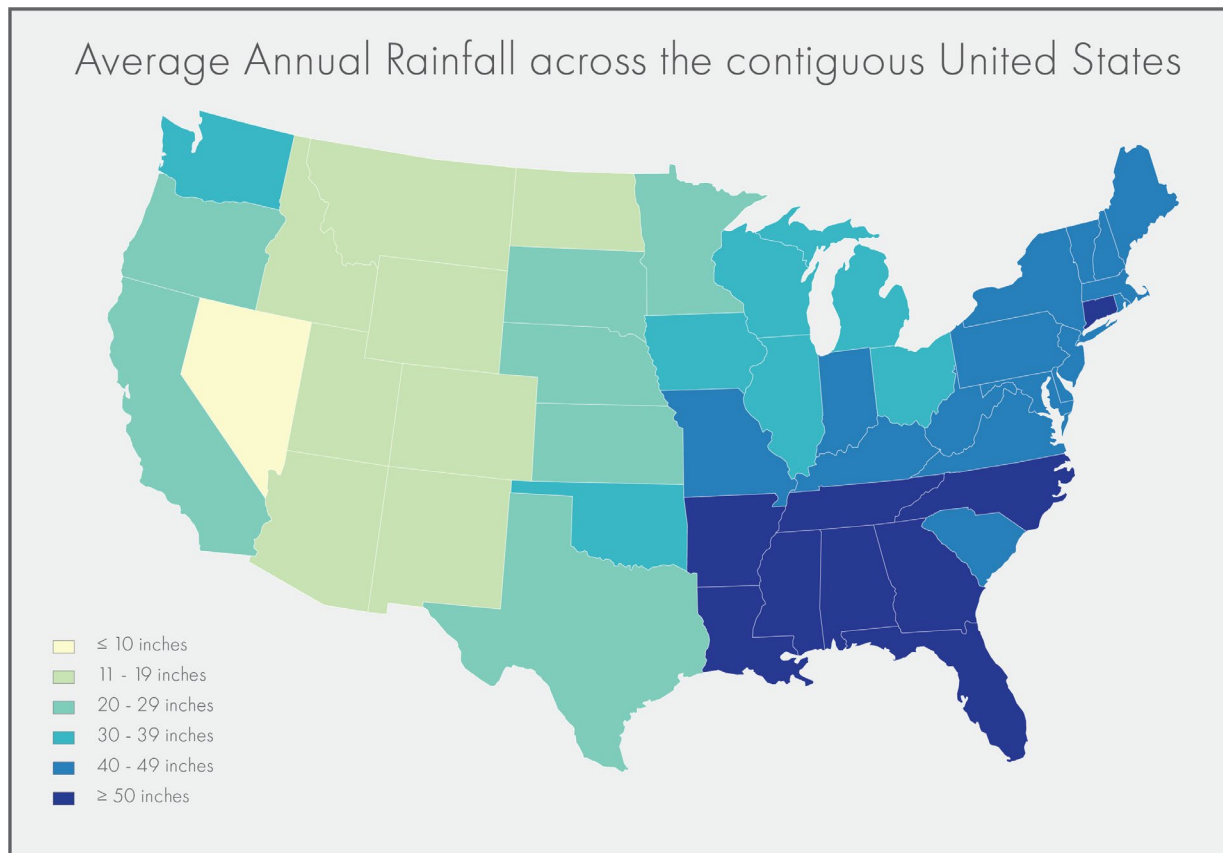 Average Annual Rainfall across the contiguous United States
≤ 10 inches
11 - 19 inches
20 - 29 inches
30 - 39 inches
40 - 49 inches
≥ 50 inches